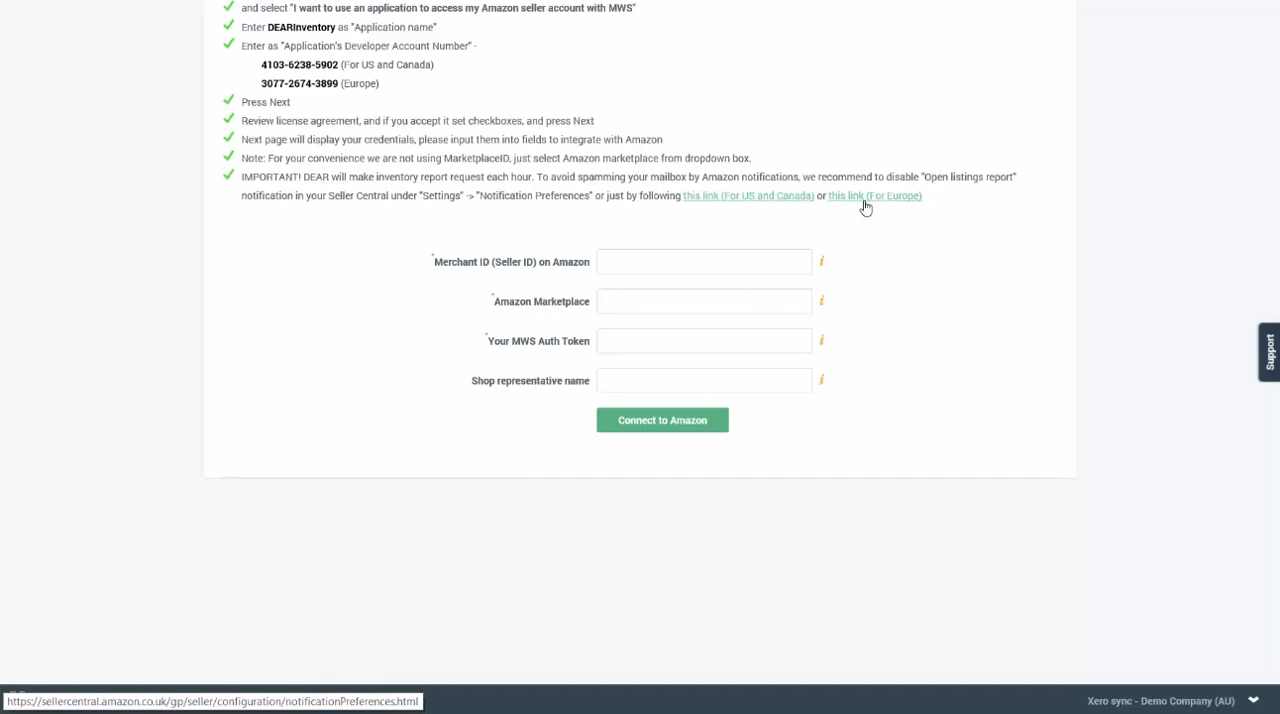 and select "I want to use an application to access my Amazon seller account with MWS"
Enter DEARInventory as "Application name"
Enter as "Application's Developer Account Number" -
4103-6238-5902 (For US and Canada)
3077-2674-3899 (Europe)
Press Next
Review license agreement, and if you accept it set checkboxes, and press Next
Next page will display your credentials, please input them into fields to integrate with Amazon
Note: For your convenience we are not using MarketplaceID, just select Amazon marketplace from dropdown box.
IMPORTANT! DEAR will make inventory report request each hour. To avoid spamming your mailbox by Amazon notifications, we recommend to disable "Open listings report"
notification in your Seller Central under "Settings" -> "Notification Preferences" or just by following this link (For US and Canada) or this link (For Europe)
*Merchant ID (Seller ID) on Amazon
*Amazon Marketplace
*Your MWS Auth Token
Shop representative name
Connect to Amazon
Support
https://sellercentral.amazon.co.uk/gp/seller/configuration/notificationPreferences.html
Xero sync - Demo Company (AU)